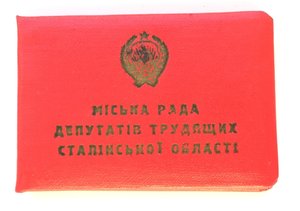 МІСЬКА РАДА
ДЕПУТАТІВ ТРУДЯЩИХ
СТАЛІНСЬКОЇ ОБЛАСТІ